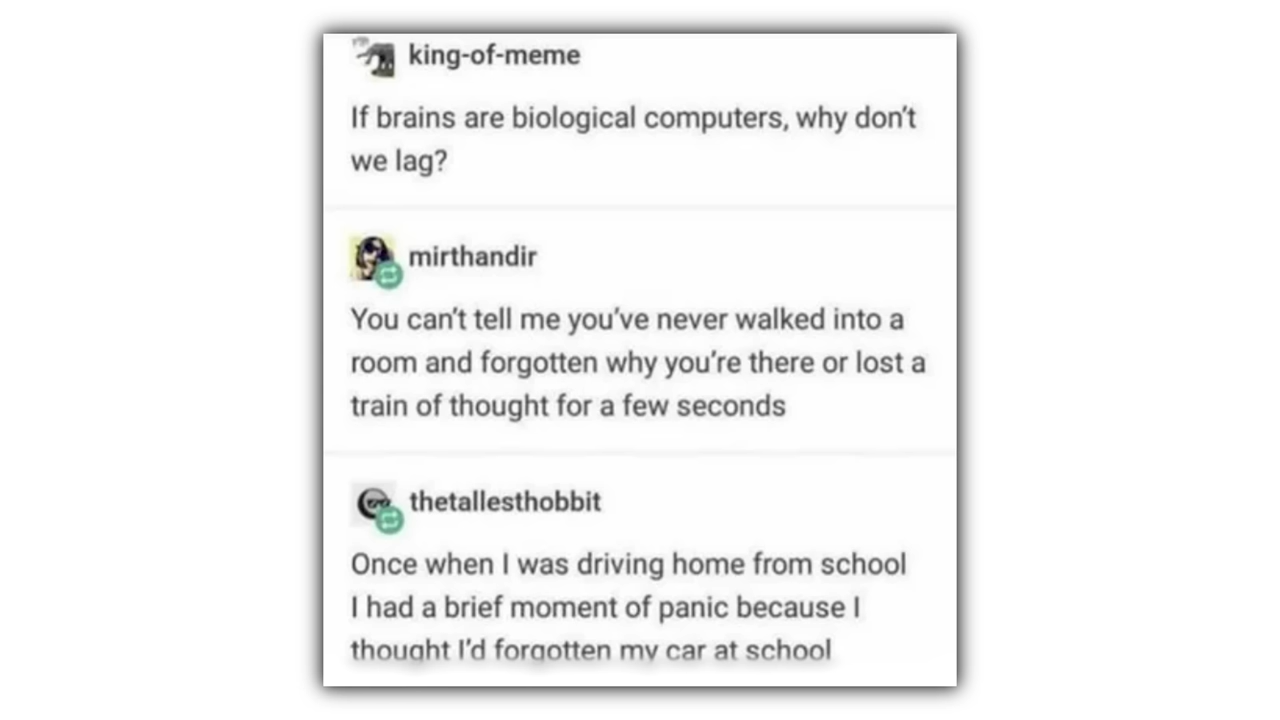 king-of-meme
If brains are biological computers, why don't
we lag?
mirthandir
You can't tell me you've never walked into a
room and forgotten why you're there or lost a
train of thought for a few seconds
thetallesthobbit
Once when I was driving home from school
I had a brief moment of panic because I
thought I'd forgotten my car at school